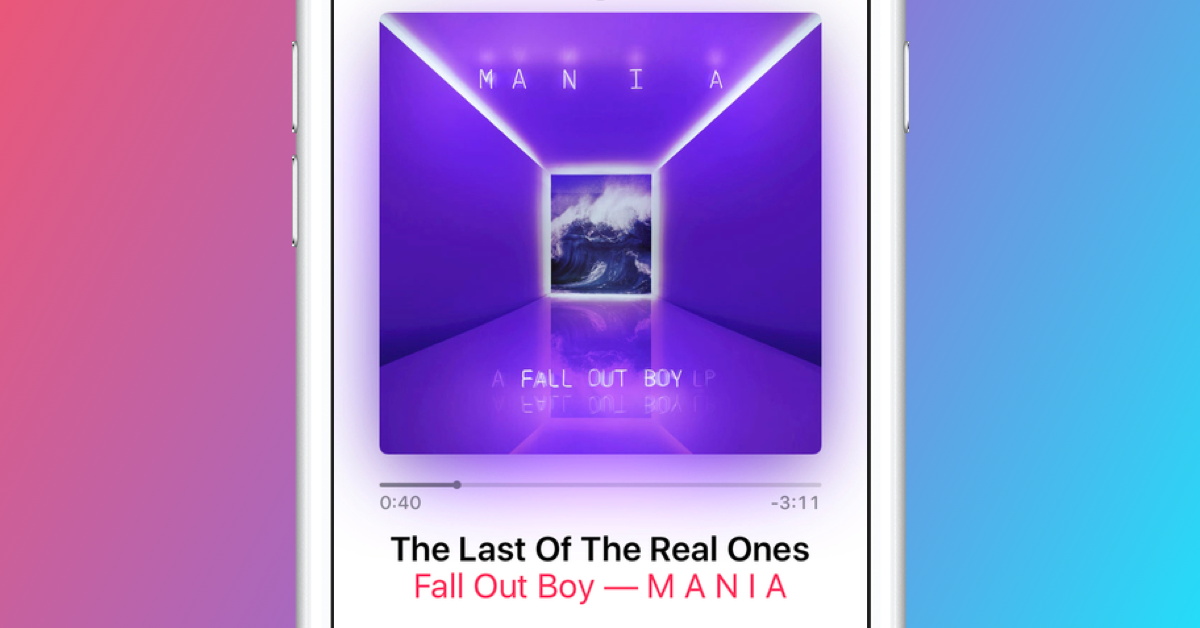 M A N I A
A FALL OUT BOY LP
0:40 -3:11
The Last Of The Real Ones
Fall Out Boy — M A N I A